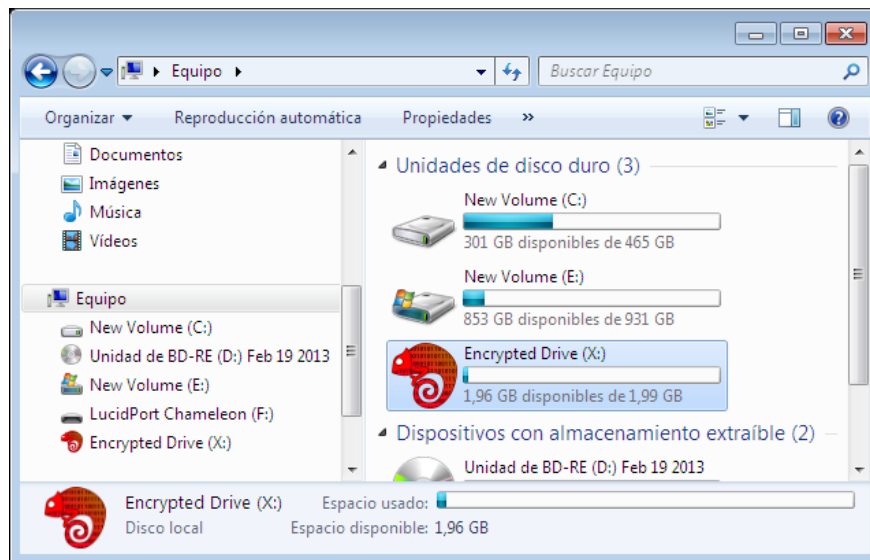 Equipo
Buscar Equipo
Organizar
Reproducción automática
Propiedades
»
Documentos
Imágenes
Música
Vídeos
Equipo
New Volume (C:)
Unidad de BD-RE (D:) Feb 19 2013
New Volume (E:)
LucidPort Chameleon (F:)
Encrypted Drive (X:)
Unidades de disco duro (3)
New Volume (C:)
301 GB disponibles de 465 GB
New Volume (E:)
853 GB disponibles de 931 GB
Encrypted Drive (X:)
1,96 GB disponibles de 1,99 GB
Dispositivos con almacenamiento extraíble (2)
Unidad de BD-RE (D:) Feb 19 2013
Encrypted Drive (X:) Espacio usado:
Disco local Espacio disponible: 1,96 GB